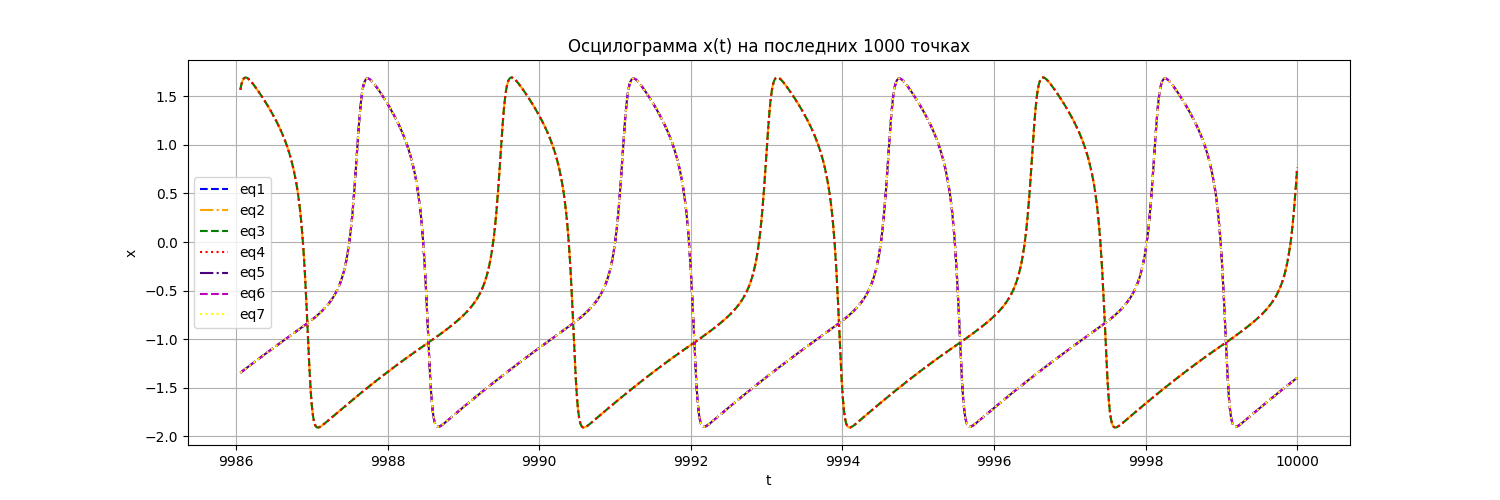 Осцилограмма x(t) на последних 1000 точках
x
1.5
1.0
0.5
0.0
−0.5
−1.0
−1.5
−2.0
eq1
eq2
eq3
eq4
eq5
eq6
eq7
9986
9988
9990
9992
9994
9996
9998
10000
t